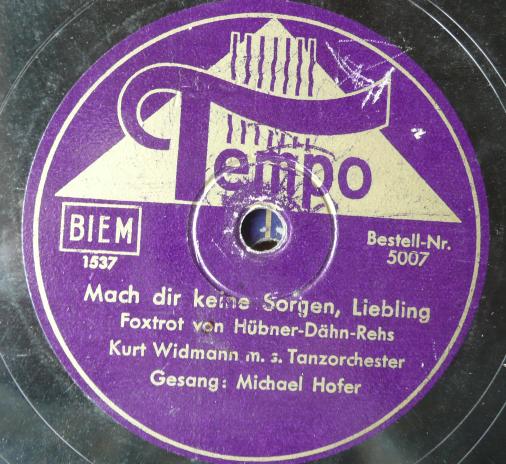 Tempo
BIEM
1537
Bestell-Nr.
5007
Mach dir keine Sorgen, Liebling
Foxtrot von Hübner-Dähn-Rehs
Kurt Widmann m. s. Tanzorchester
Gesang: Michael Hofer